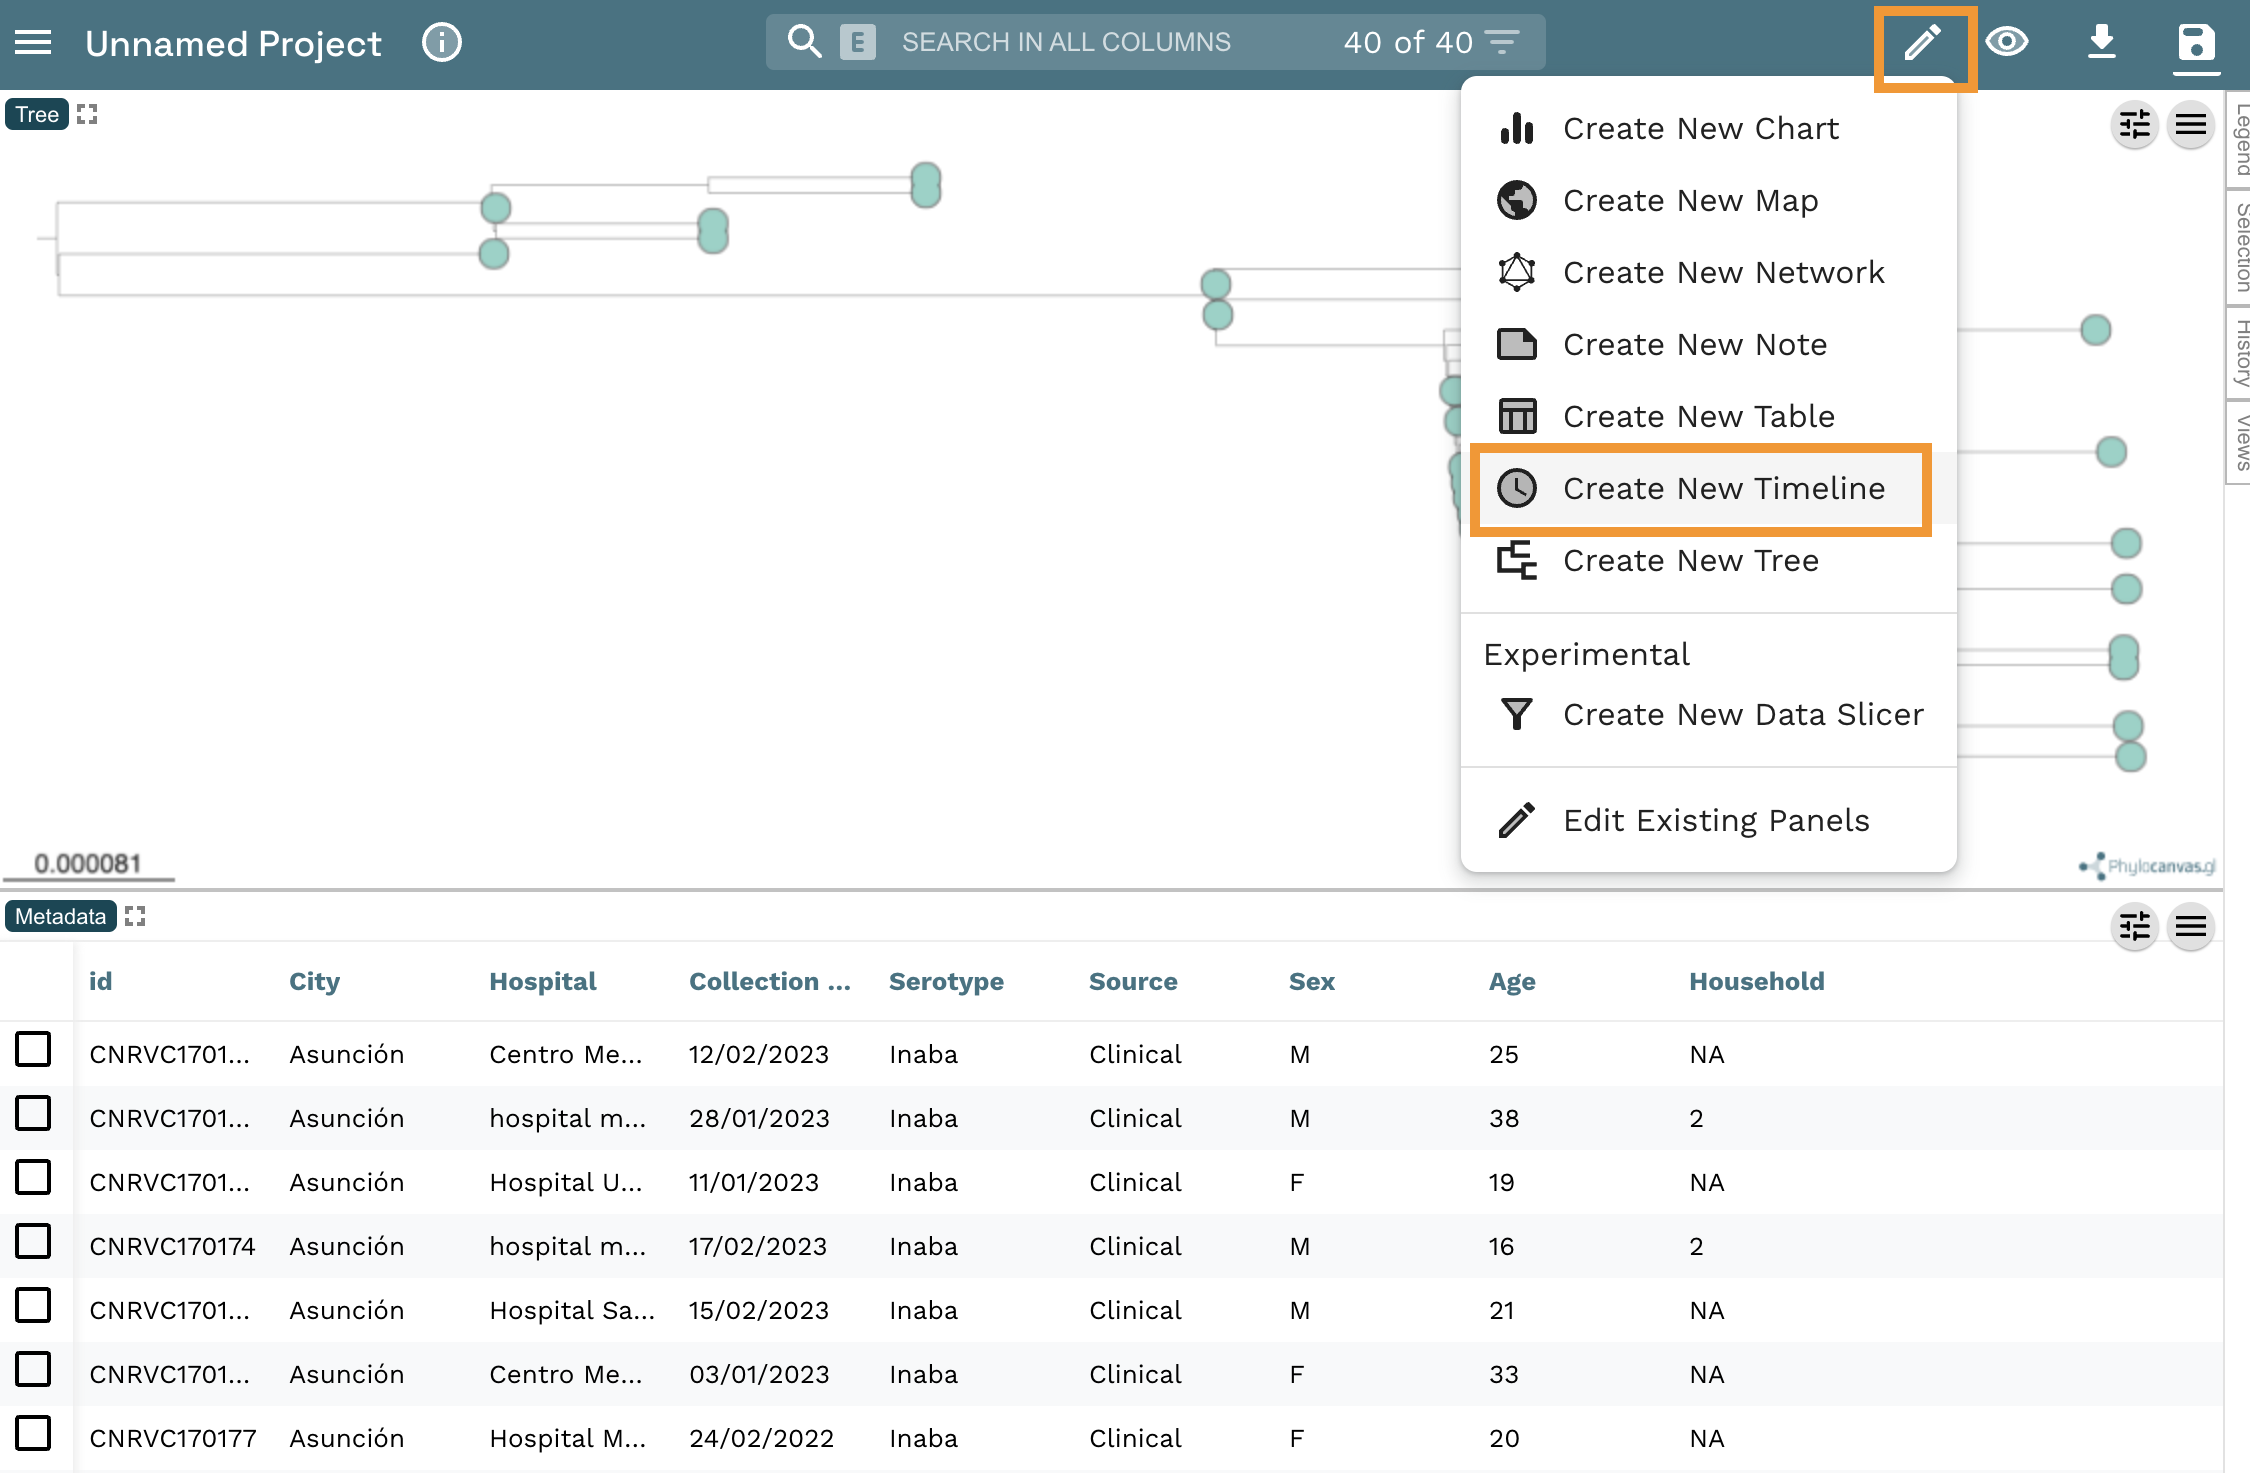 Unnamed Project
E SEARCH IN ALL COLUMNS 40 of 40
Tree
Create New Chart
Create New Map
Create New Network
Create New Note
Create New Table
Create New Timeline
Create New Tree
Experimental
Create New Data Slicer
Edit Existing Panels
Legend
Selection
History
Views
0.000081
Phylocanvas.gl
Metadata
id City Hospital Collection ... Serotype Source Sex Age Household
CNRVC1701... Asunción Centro Me... 12/02/2023 Inaba Clinical M 25 NA
CNRVC1701... Asunción hospital m... 28/01/2023 Inaba Clinical M 38 2
CNRVC1701... Asunción Hospital U... 11/01/2023 Inaba Clinical F 19 NA
CNRVC170174 Asunción hospital m... 17/02/2023 Inaba Clinical M 16 2
CNRVC1701... Asunción Hospital Sa... 15/02/2023 Inaba Clinical M 21 NA
CNRVC1701... Asunción Centro Me... 03/01/2023 Inaba Clinical F 33 NA
CNRVC170177 Asunción Hospital M... 24/02/2022 Inaba Clinical F 20 NA